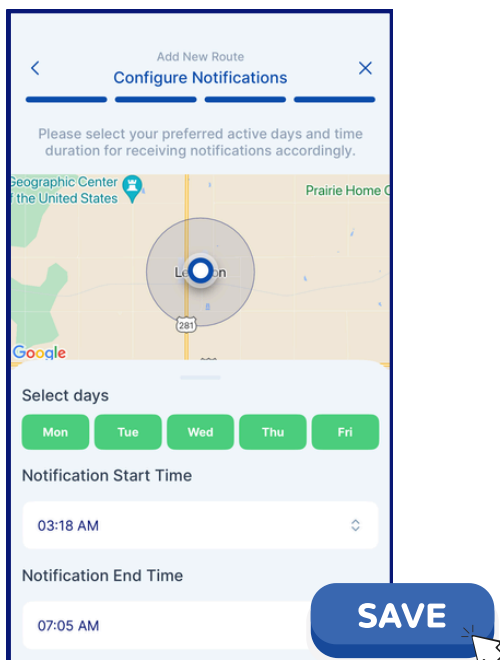 Add New Route
Configure Notifications
Please select your preferred active days and time
duration for receiving notifications accordingly.
Geographic Center
f the United States
Prairie Home C
281
Google
Select days
Mon Tue Wed Thu Fri
Notification Start Time
03:18 AM
Notification End Time
07:05 AM
SAVE